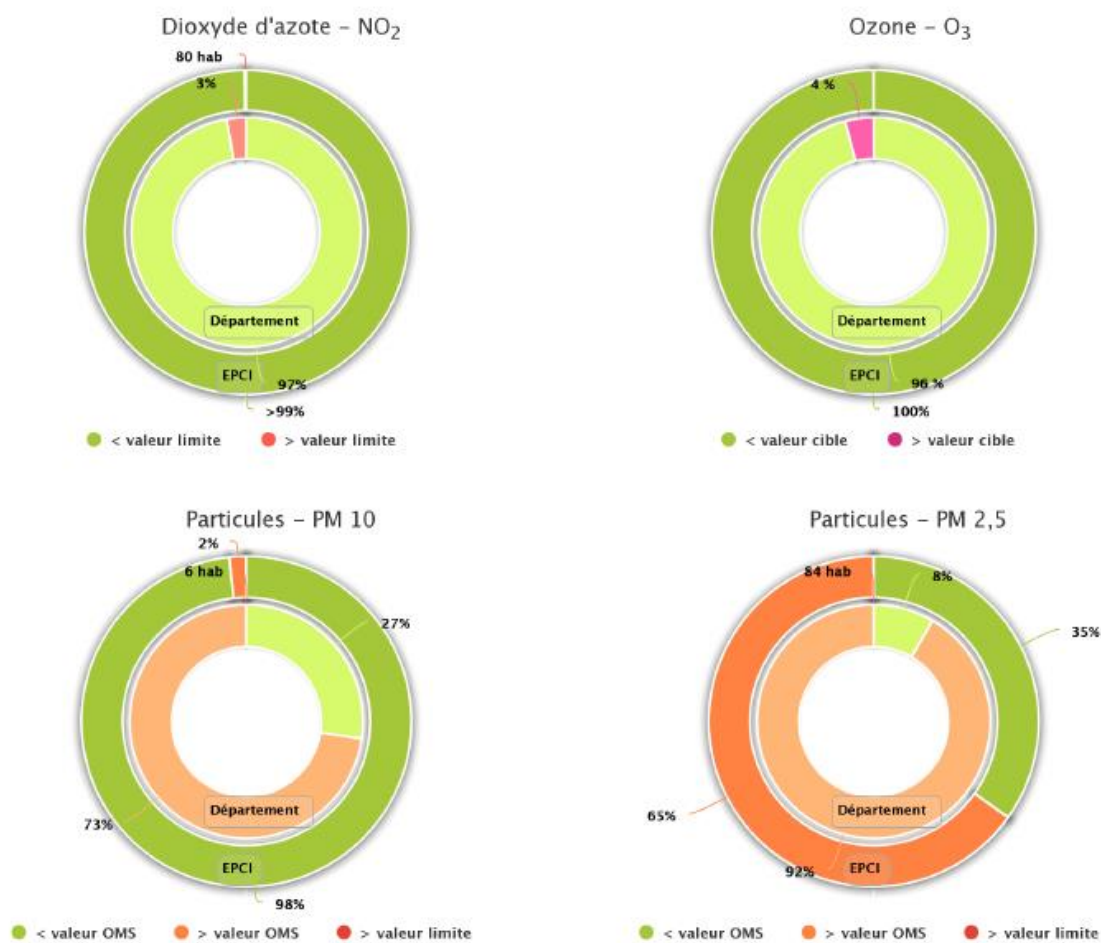 Dioxyde d'azote – NO₂
80 hab
3%
Département
EPCI
97%
>99%
< valeur limite
> valeur limite
Ozone – O₃
4 %
Département
EPCI
96 %
100%
< valeur cible
> valeur cible
Particules – PM 10
2%
6 hab
27%
Département
73%
EPCI
98%
< valeur OMS
> valeur OMS
> valeur limite
Particules – PM 2,5
84 hab
8%
35%
Département
65%
92%
EPCI
< valeur OMS
> valeur OMS
> valeur limite